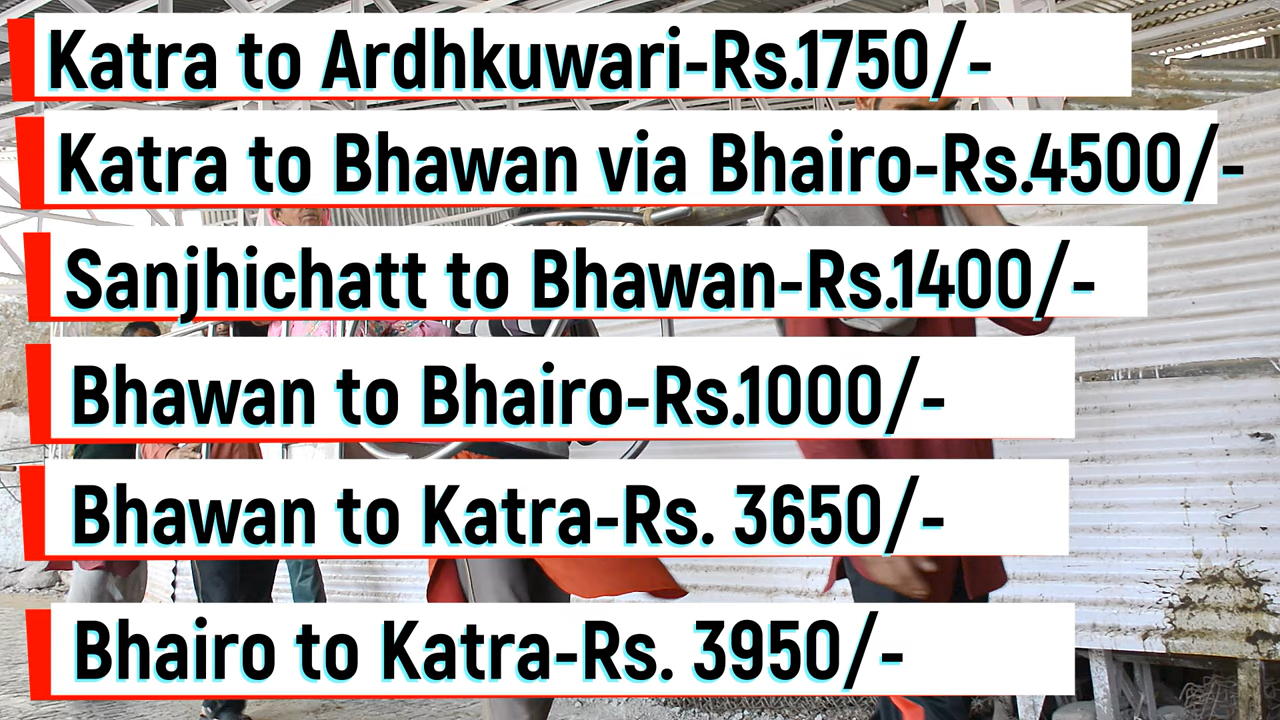 Katra to Ardhkuwari-Rs.1750/-
Katra to Bhawan via Bhairo-Rs.4500/-
Sanjhichatt to Bhawan-Rs.1400/-
Bhawan to Bhairo-Rs.1000/-
Bhawan to Katra-Rs. 3650/-
Bhairo to Katra-Rs. 3950/-